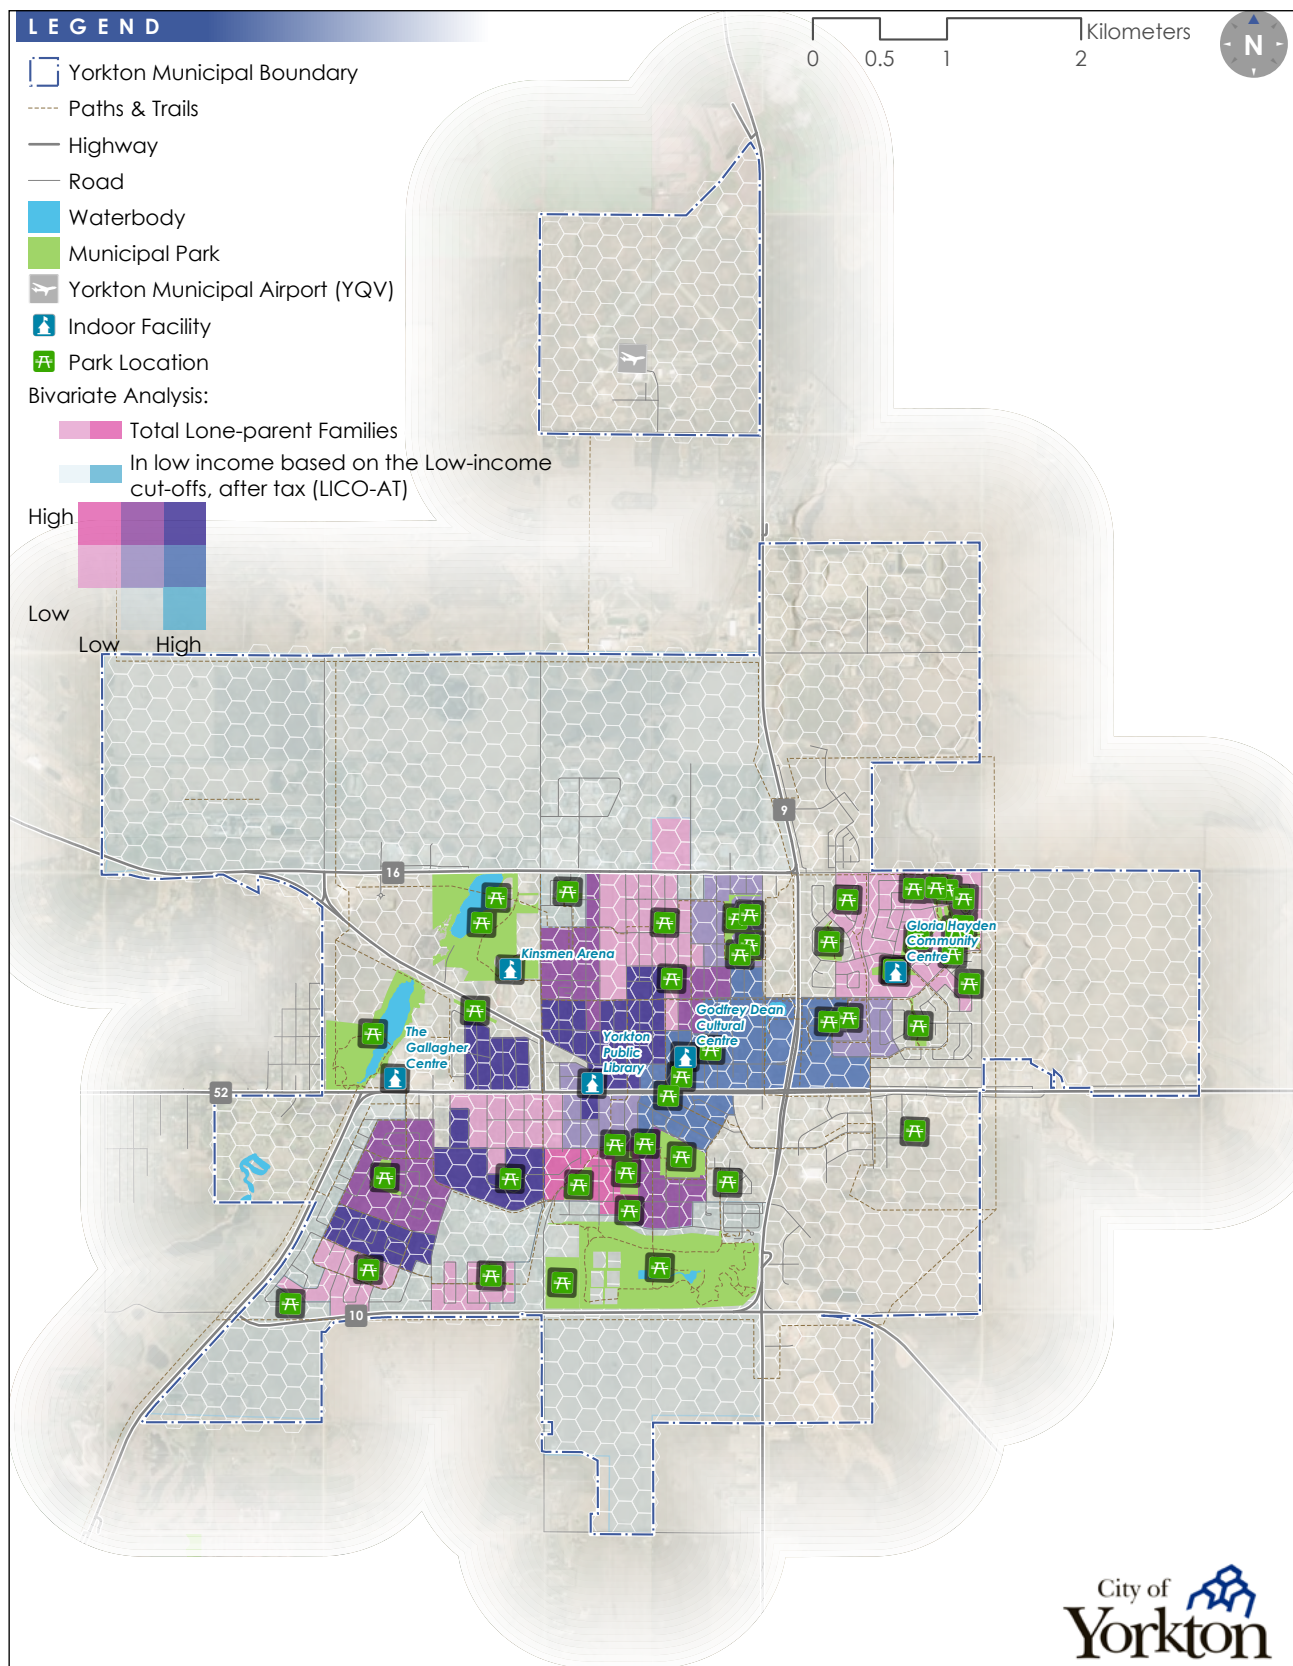 LEGEND
Yorkton Municipal Boundary
Paths & Trails
Highway
Road
Waterbody
Municipal Park
Yorkton Municipal Airport (YQV)
Indoor Facility
Park Location
Bivariate Analysis:
Total Lone-parent Families
In low income based on the Low-income
cut-offs, after tax (LICO-AT)
High
Low
Low High
Kilometers
0 0.5 1 2
N
9
16
Kinsmen Arena
Gloria Hayden
Community
Centre
Godfrey Dean
Cultural
Centre
The
Gallagher
Centre
Yorkton
Public
Library
52
10
City of
Yorkton